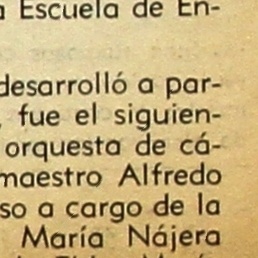 a Escuela de En-
desarrolló a par-
, fue el siguien-
orquesta de cá-
maestro Alfredo
so a cargo de la
María Nájera